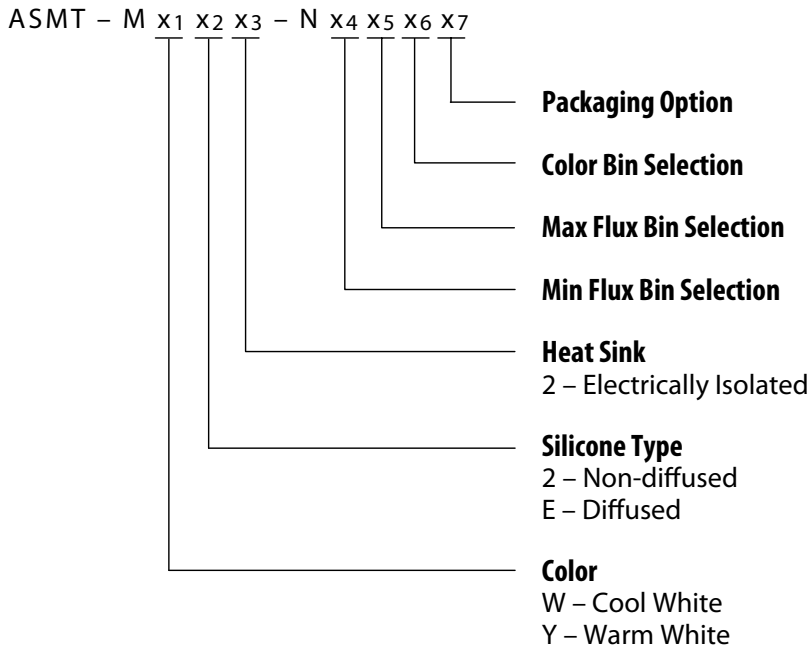 ASMT – M x1 x2 x3 – N x4 x5 x6 x7
Packaging Option
Color Bin Selection
Max Flux Bin Selection
Min Flux Bin Selection
Heat Sink
2 – Electrically Isolated
Silicone Type
2 – Non-diffused
E – Diffused
Color
W – Cool White
Y – Warm White